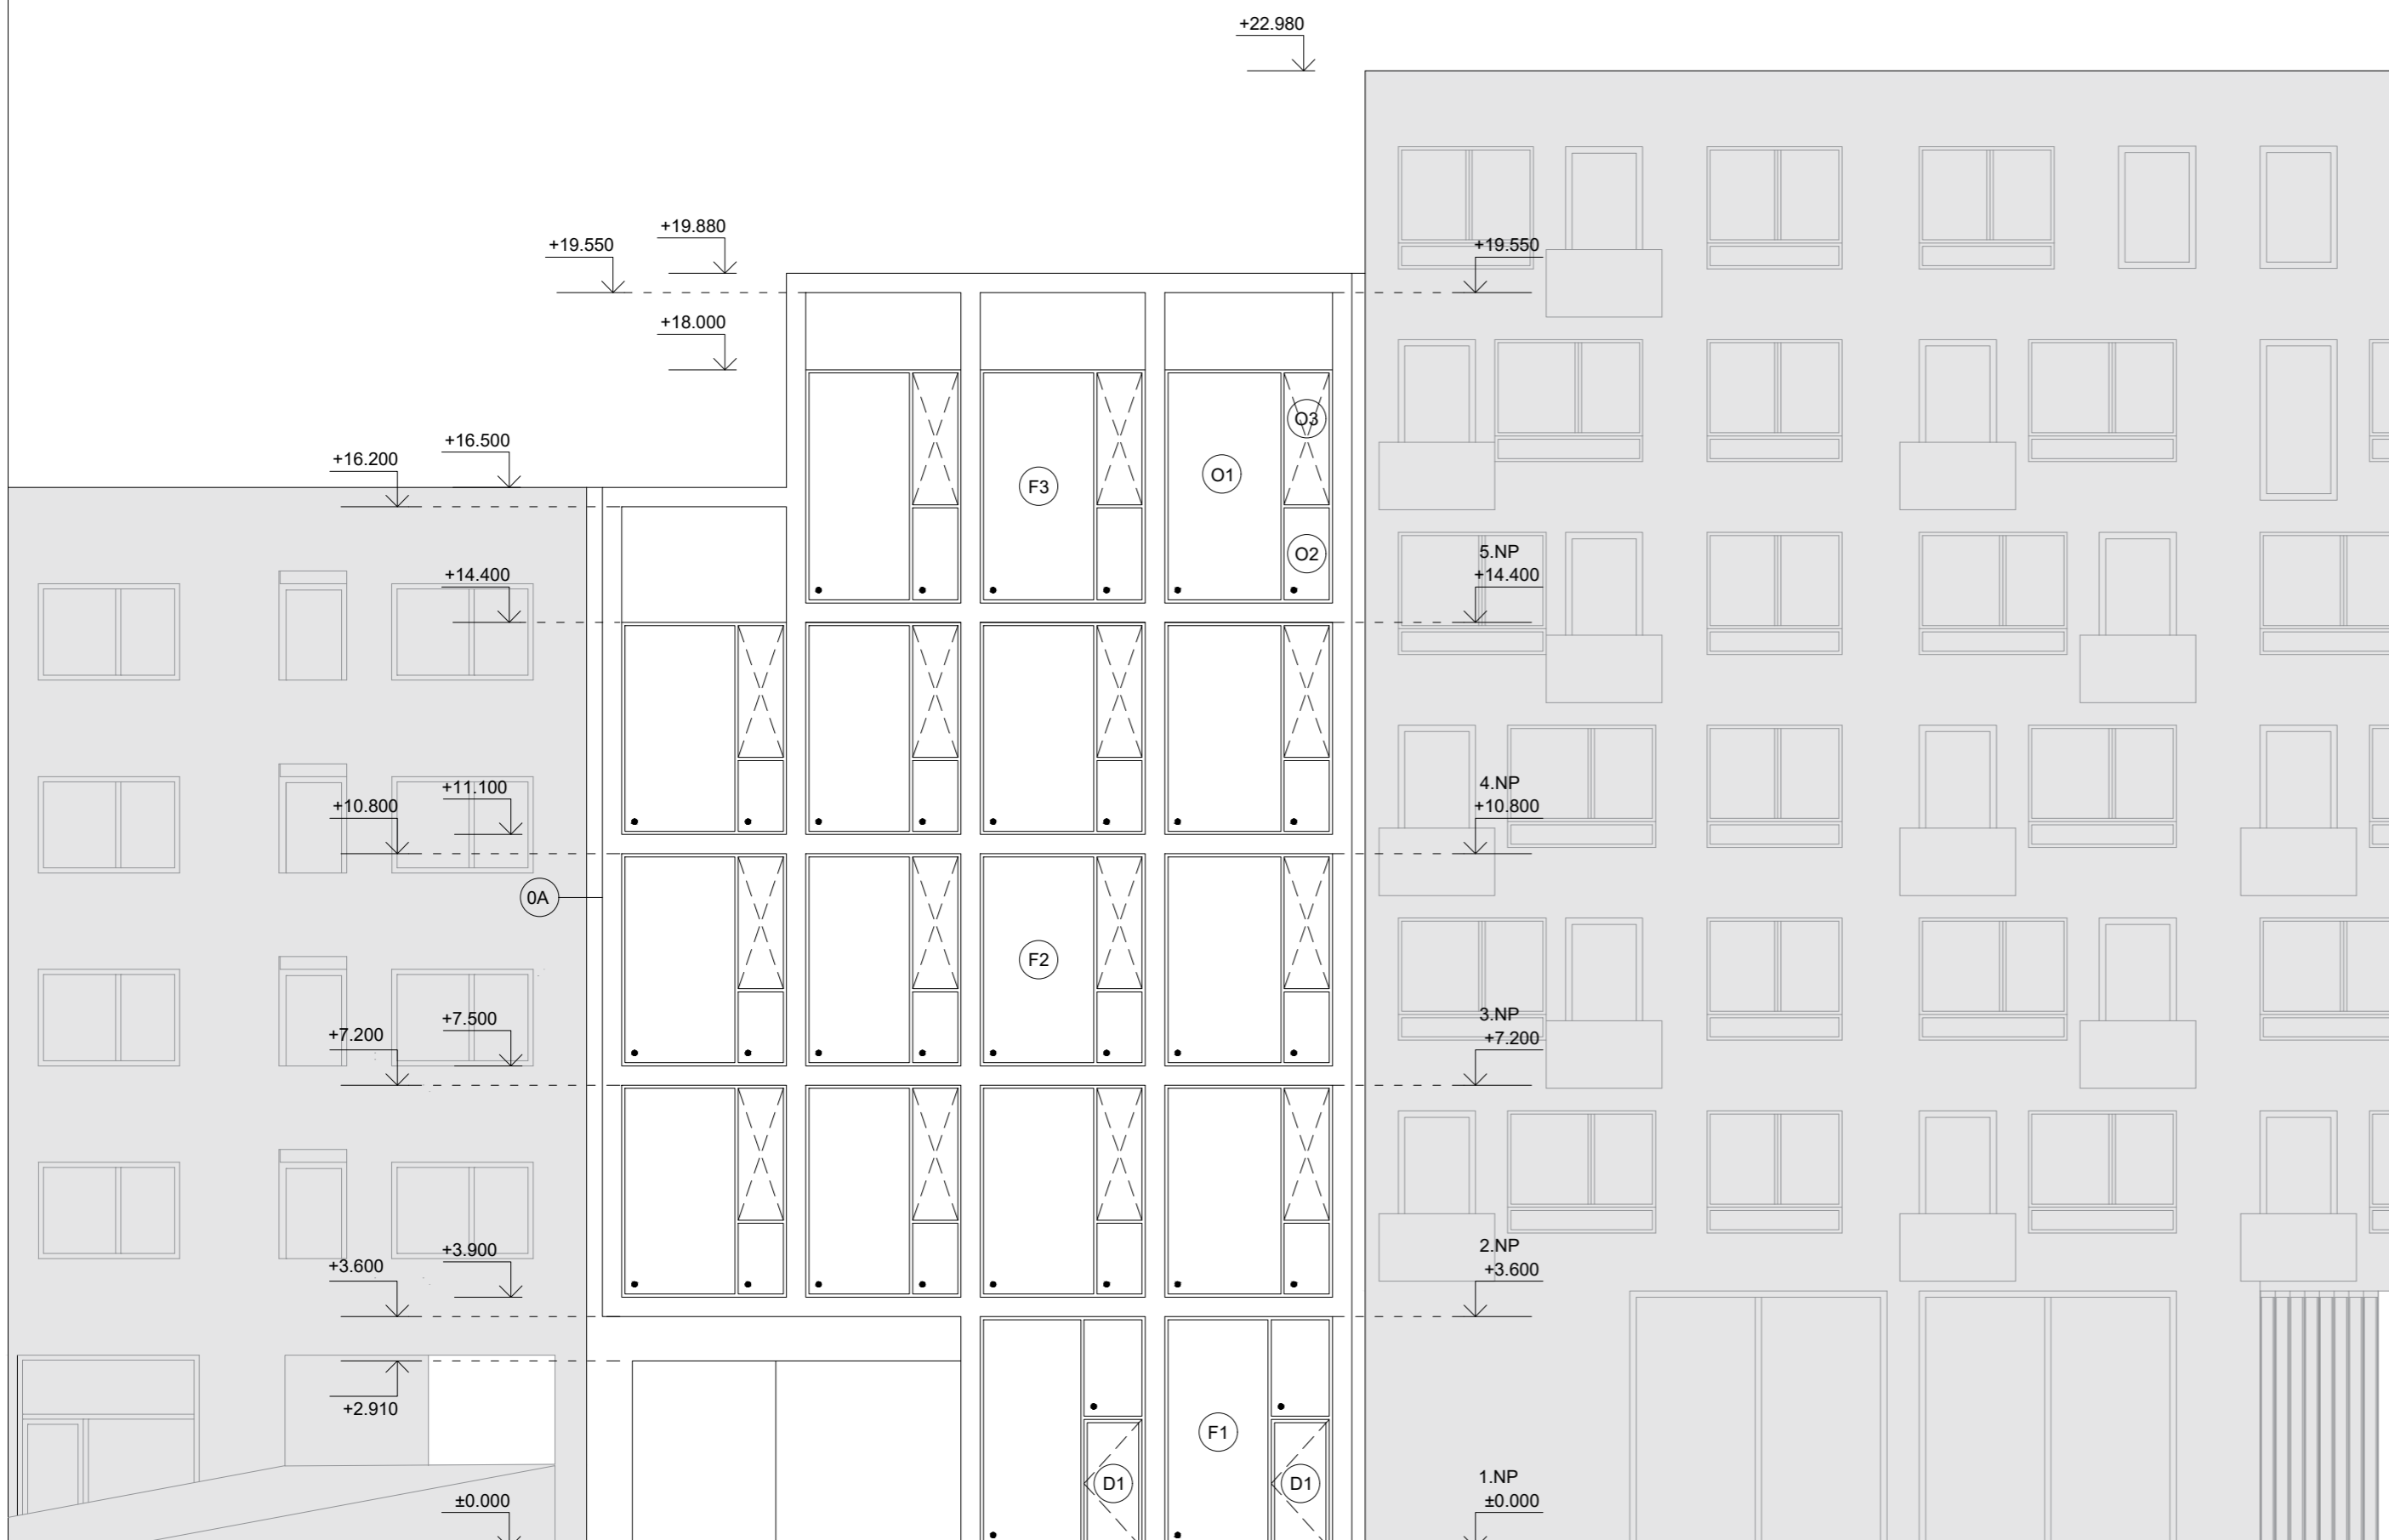 +22.980
+19.880
+19.550
+19.550
+18.000
O3
+16.500
+16.200
O1
F3
O2
5.NP
+14.400
+14.400
4.NP
+11.100
+10.800
+10.800
0A
F2
3.NP
+7.500
+7.200
+7.200
2.NP
+3.900
+3.600
+3.600
+2.910
F1
D1
D1
1.NP
±0.000
±0.000